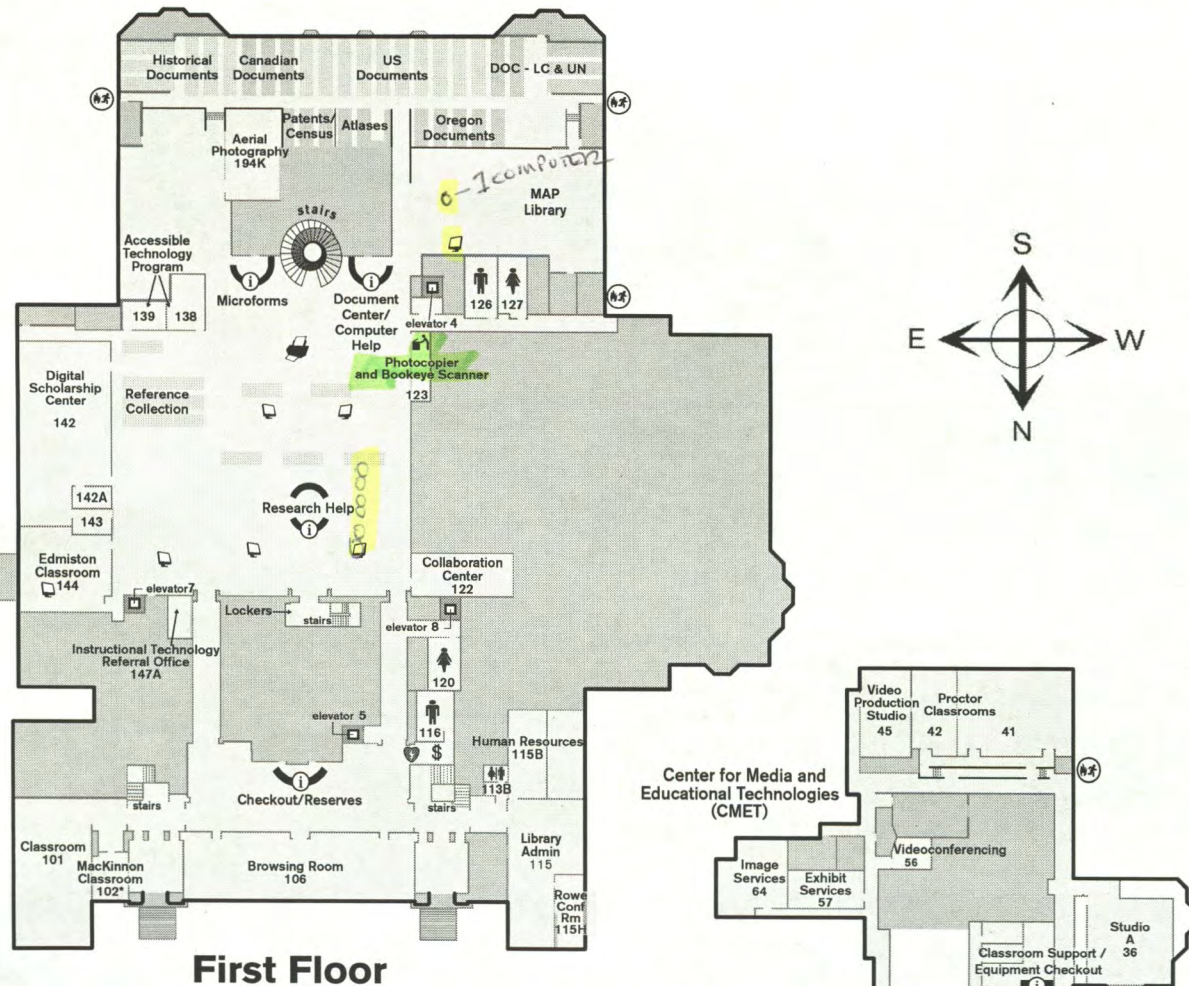 Historical
Documents
Canadian
Documents
US
Documents
DOC - LC & UN
Aerial
Photography
194K
Patents/
Census
Atlases
Oregon
Documents
O - 1 COMPUTER
MAP
Library
stairs
Accessible
Technology
Program
139
138
Microforms
Document
Center/
Computer
Help
elevator 4
126
127
Photocopier
and Bookeye Scanner
123
S
E
W
N
Digital
Scholarship
Center
142
Reference
Collection
142A
143
Research Help
OOOOO
Edmiston
Classroom
144
elevator7
Collaboration
Center
122
Lockers
stairs
elevator 8
Instructional Technology
Referral Office
147A
120
elevator 5
116
$
Human Resources
115B
113B
Checkout/Reserves
stairs
stairs
Classroom
101
MacKinnon
Classroom
102*
Browsing Room
106
Library
Admin
115
Rowe
Conf
Rm
115H
First Floor
Video
Production
Studio
45
Proctor
Classrooms
42
41
Center for Media and
Educational Technologies
(CMET)
Videoconferencing
56
Image
Services
64
Exhibit
Services
57
Studio
A
36
Classroom Support /
Equipment Checkout